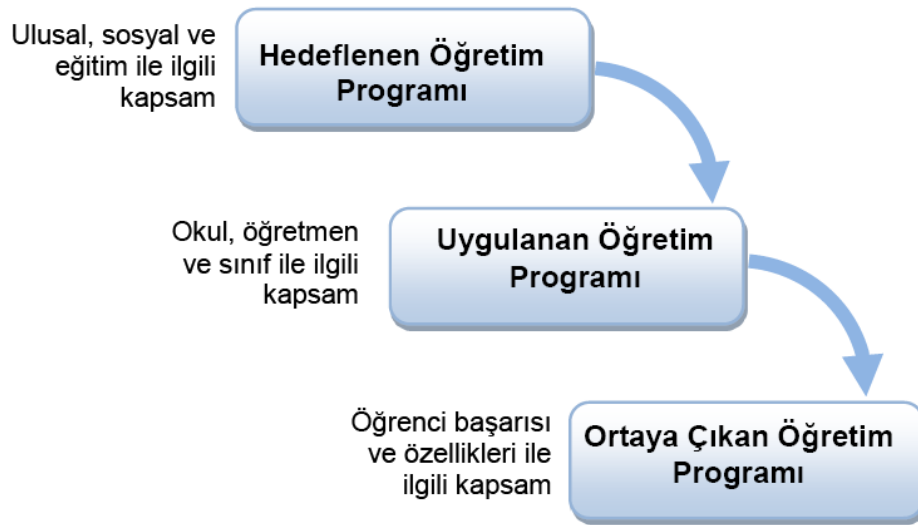 Ulusal, sosyal ve
eğitim ile ilgili
kapsam
Hedeflenen Öğretim
Programı
Okul, öğretmen
ve sınıf ile ilgili
kapsam
Uygulanan Öğretim
Programı
Öğrenci başarısı
ve özellikleri ile
ilgili kapsam
Ortaya Çıkan Öğretim
Programı